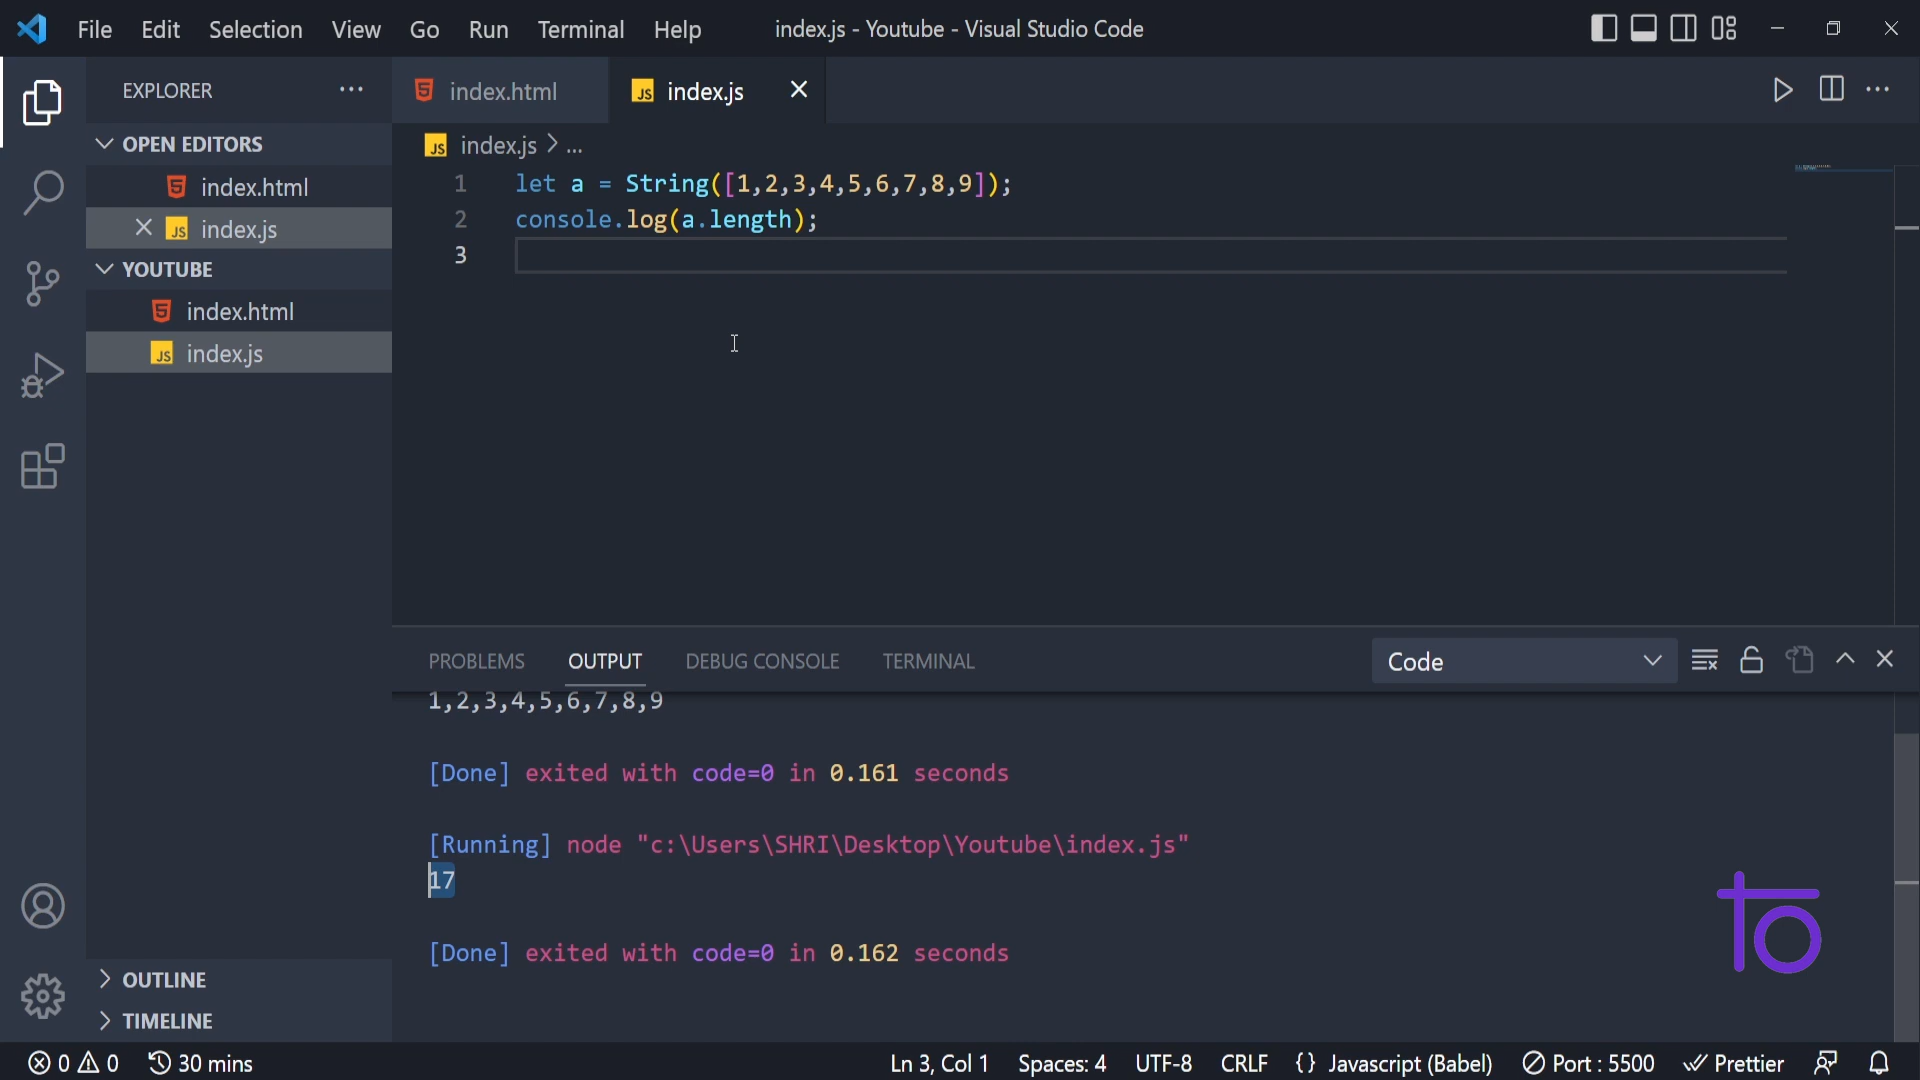 File Edit Selection View Go Run Terminal Help index.js - Youtube - Visual Studio Code
EXPLORER
OPEN EDITORS
index.html
JS index.js
YOUTUBE
index.html
JS index.js
OUTLINE
TIMELINE
index.html JS index.js
JS index.js > ...
1 let a = String([1,2,3,4,5,6,7,8,9]);
2 console.log(a.length);
3
PROBLEMS OUTPUT DEBUG CONSOLE TERMINAL Code
1,2,3,4,5,6,7,8,9
[Done] exited with code=0 in 0.161 seconds
[Running] node "c:\Users\SHRI\Desktop\Youtube\index.js"
17
[Done] exited with code=0 in 0.162 seconds
to
0 0 30 mins Ln 3, Col 1 Spaces: 4 UTF-8 CRLF {} Javascript (Babel) Port : 5500 Prettier